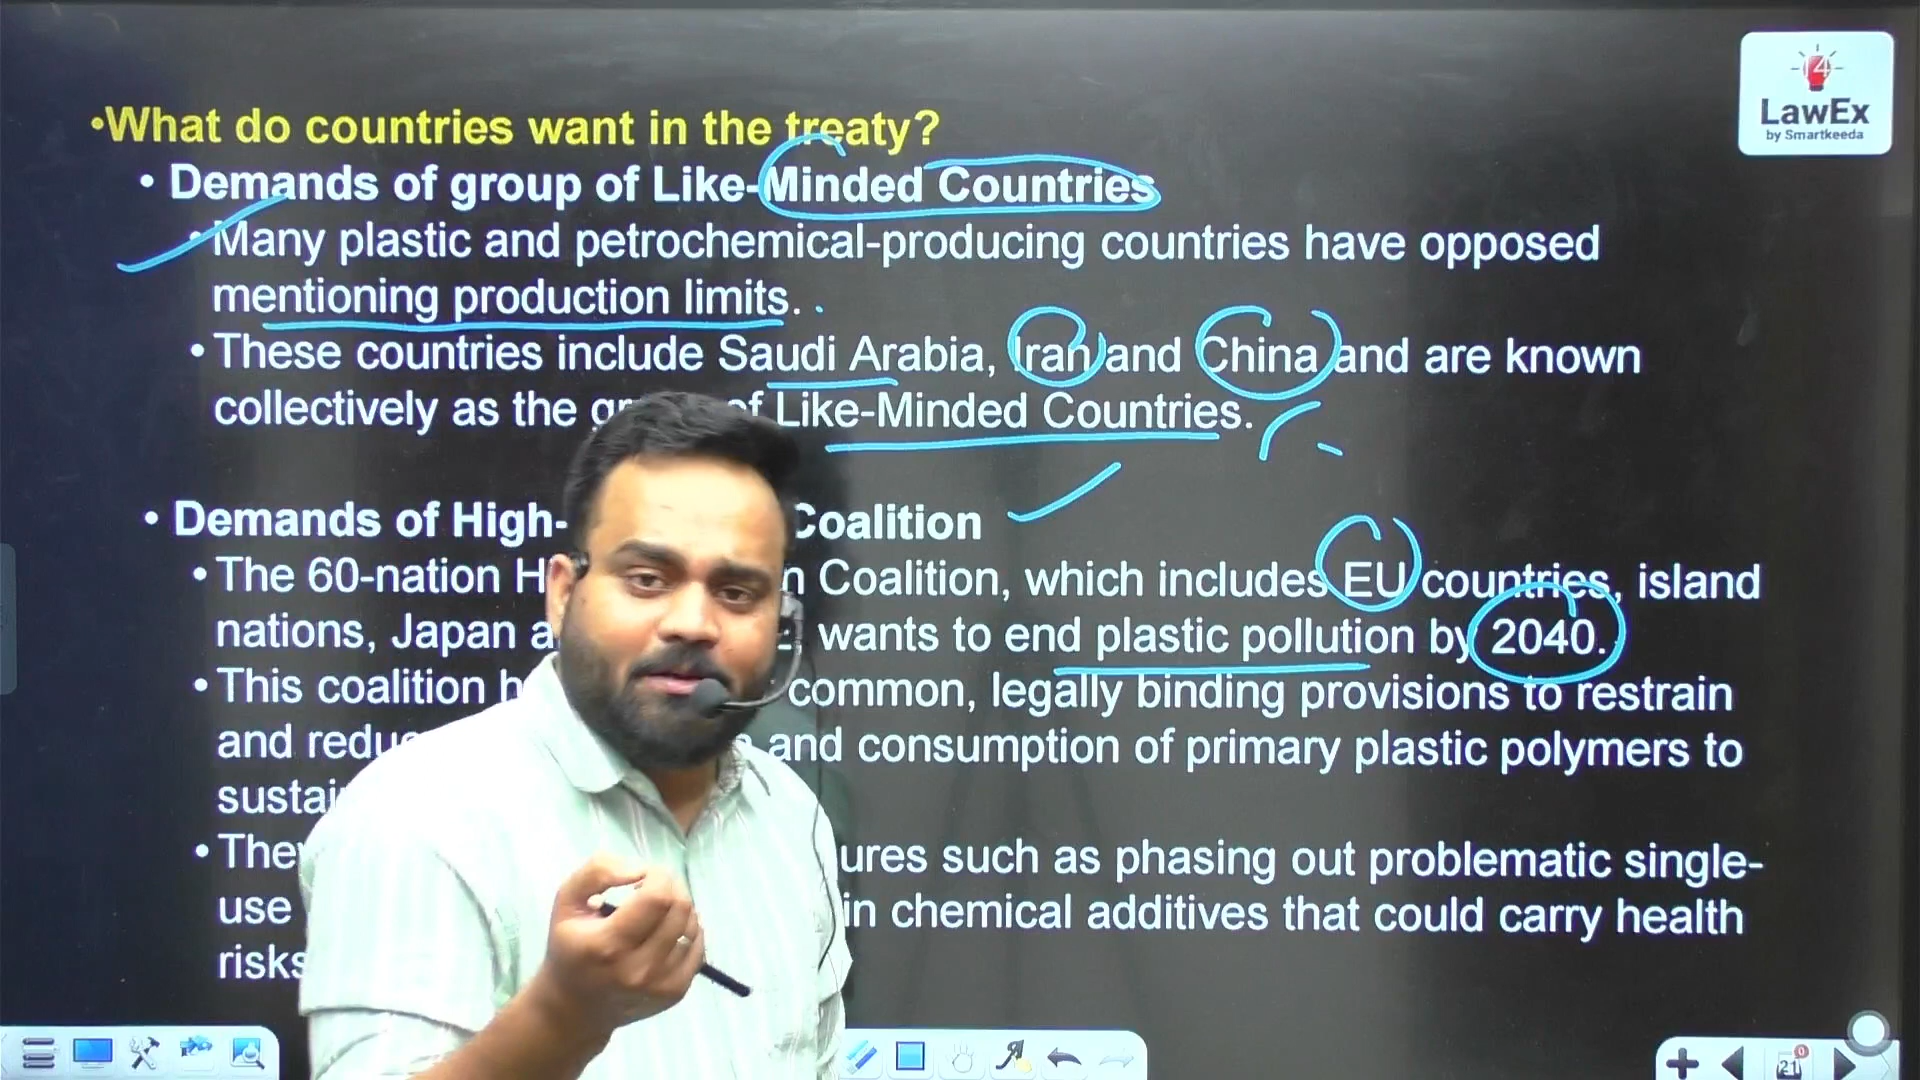 •What do countries want in the treaty?
• Demands of group of Like-Minded Countries
• Many plastic and petrochemical-producing countries have opposed
mentioning production limits.
• These countries include Saudi Arabia, Iran and China and are known
collectively as the of Like-Minded Countries.
• Demands of High- Coalition
• The 60-nation Coalition, which includes EU countries, island
nations, Japan wants to end plastic pollution by 2040.
• This coalition common, legally binding provisions to restrain
and and consumption of primary plastic polymers to
• such as phasing out problematic single-
use in chemical additives that could carry health
risks
14
LawEx
by Smartkeeda
21
0